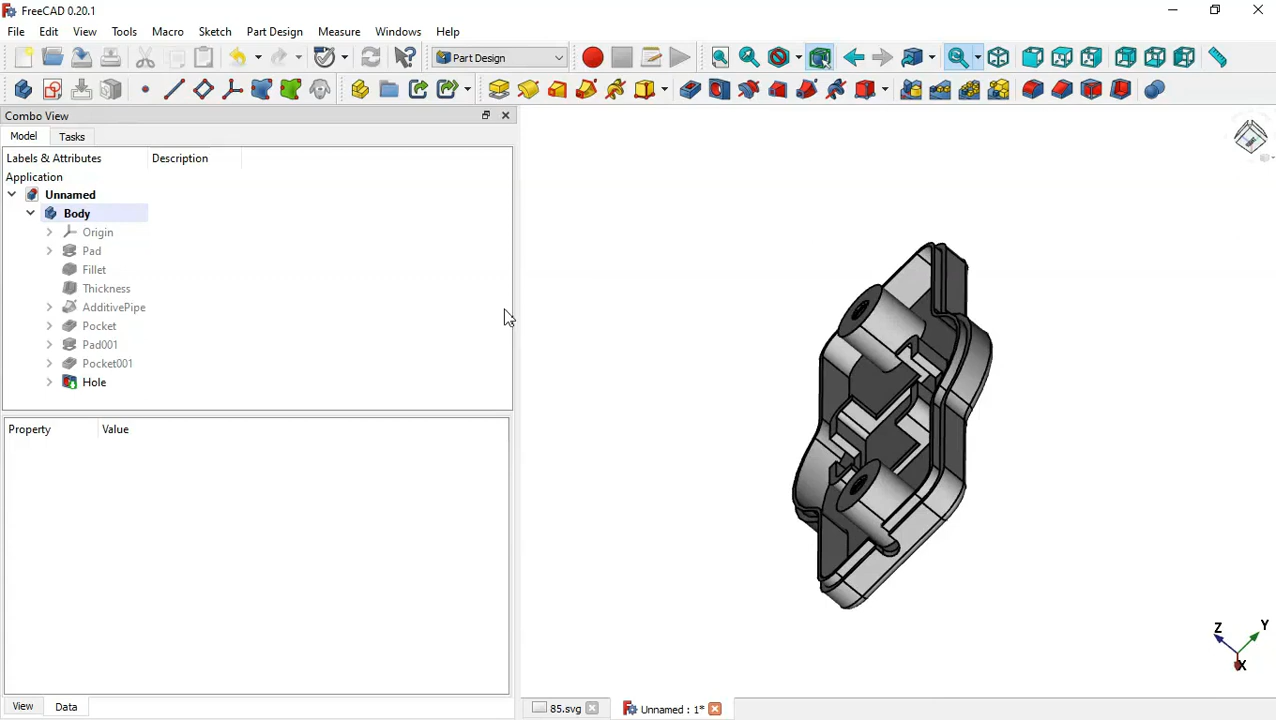 FreeCAD 0.20.1
File Edit View Tools Macro Sketch Part Design Measure Windows Help
Part Design
Combo View
Model Tasks
Labels & Attributes Description
Application
Unnamed
Body
Origin
Pad
Fillet
Thickness
AdditivePipe
Pocket
Pad001
Pocket001
Hole
Property Value
Z Y
X
View Data 85.svg Unnamed : 1*